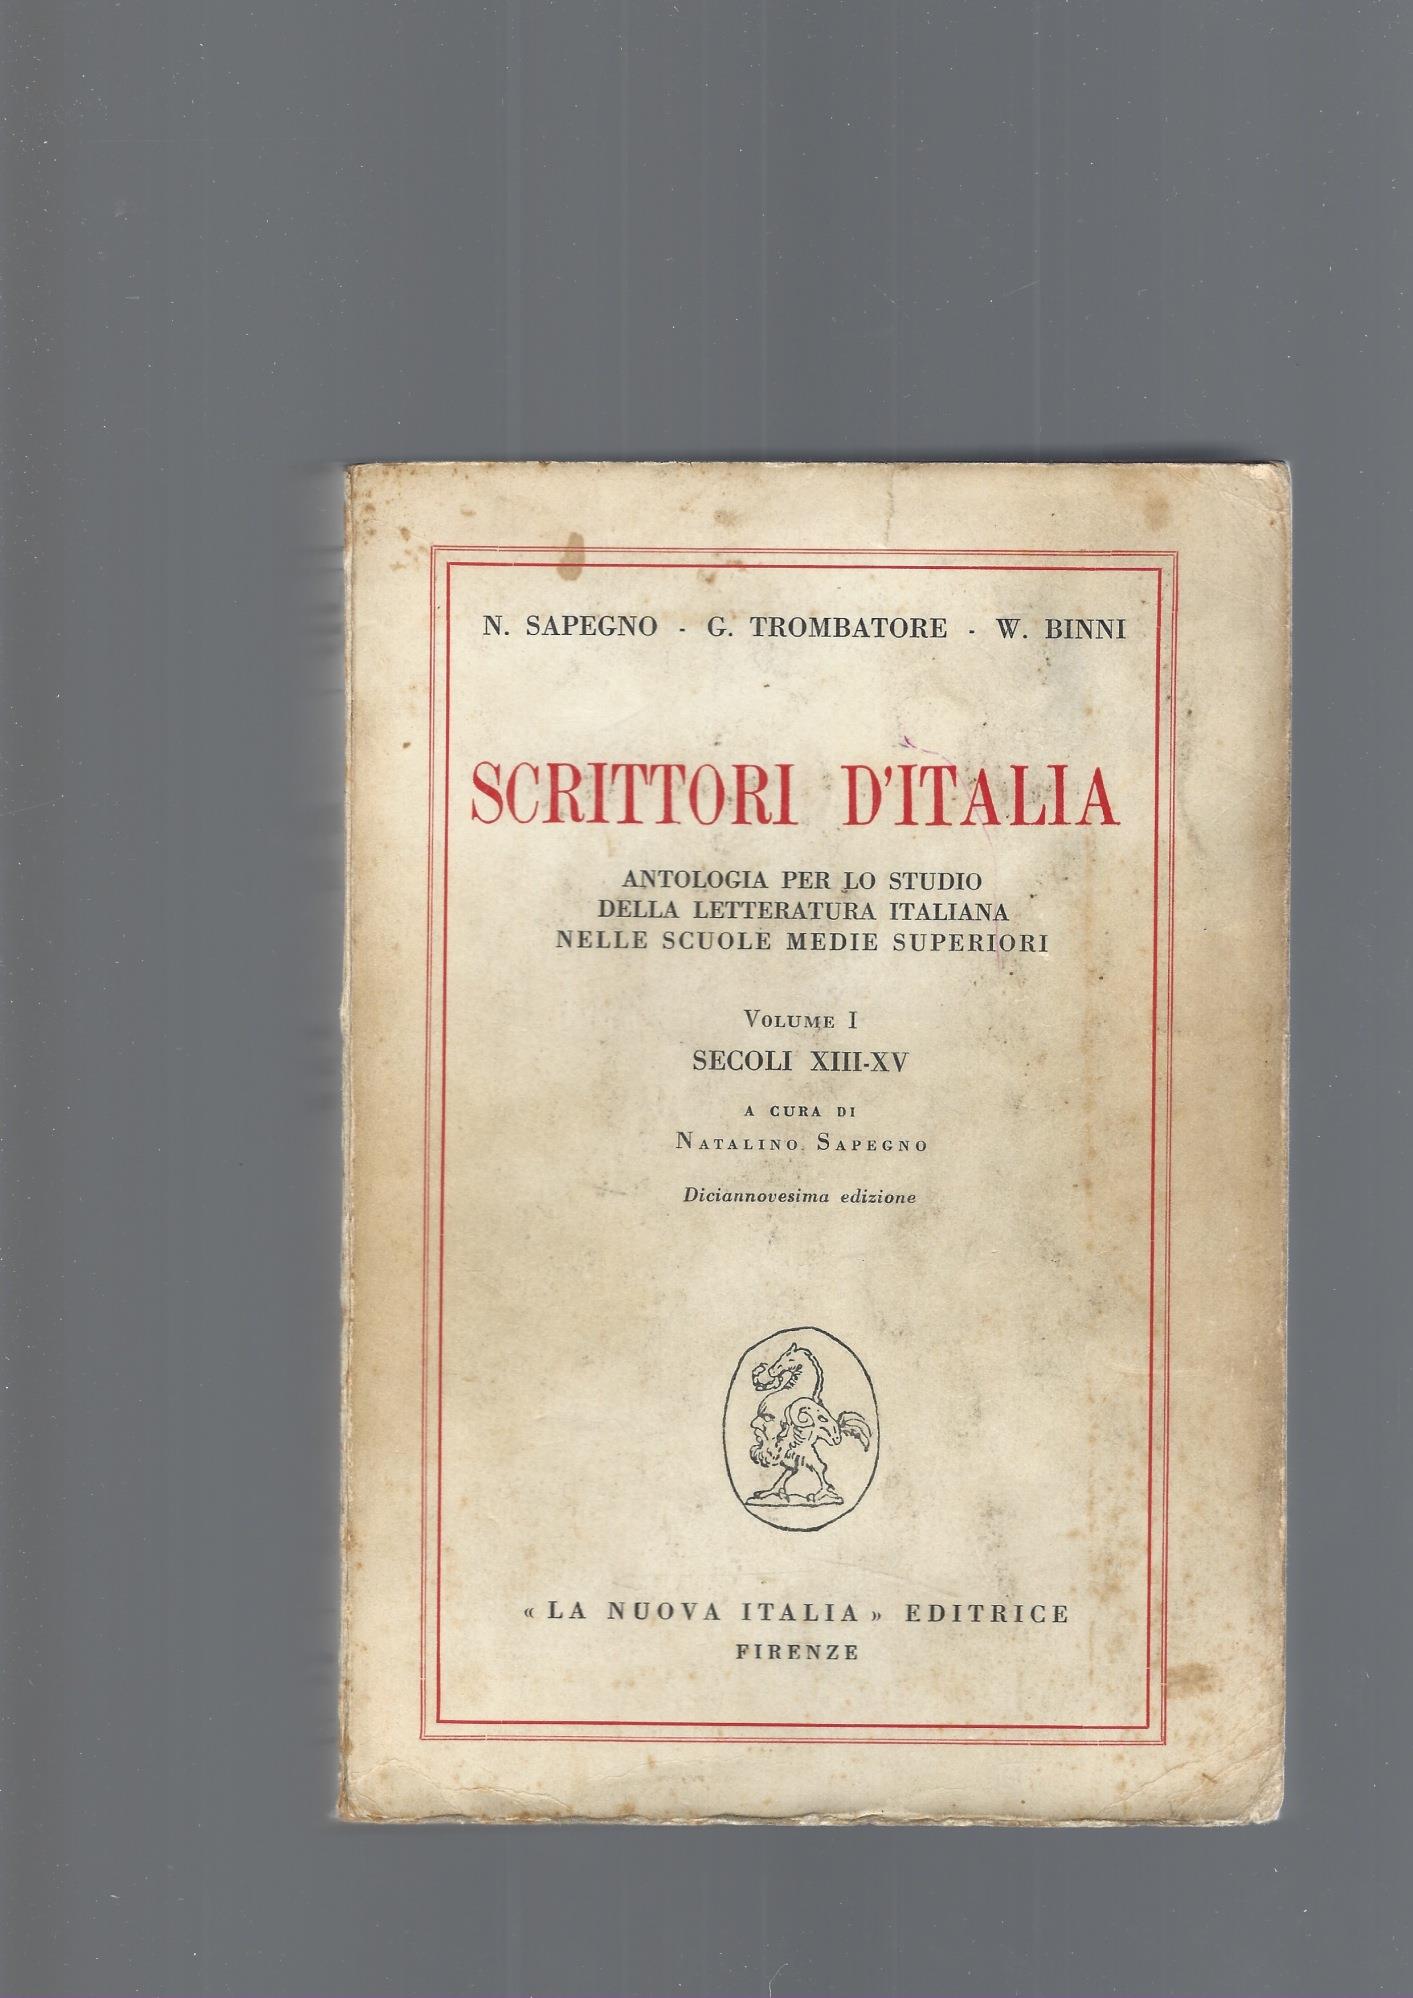 N. SAPEGNO - G. TROMBATORE - W. BINNI
SCRITTORI D'ITALIA
ANTOLOGIA PER LO STUDIO
DELLA LETTERATURA ITALIANA
NELLE SCUOLE MEDIE SUPERIORI
VOLUME I
SECOLI XIII-XV
A CURA DI
NATALINO SAPEGNO
Diciannovesima edizione
« LA NUOVA ITALIA » EDITRICE
FIRENZE